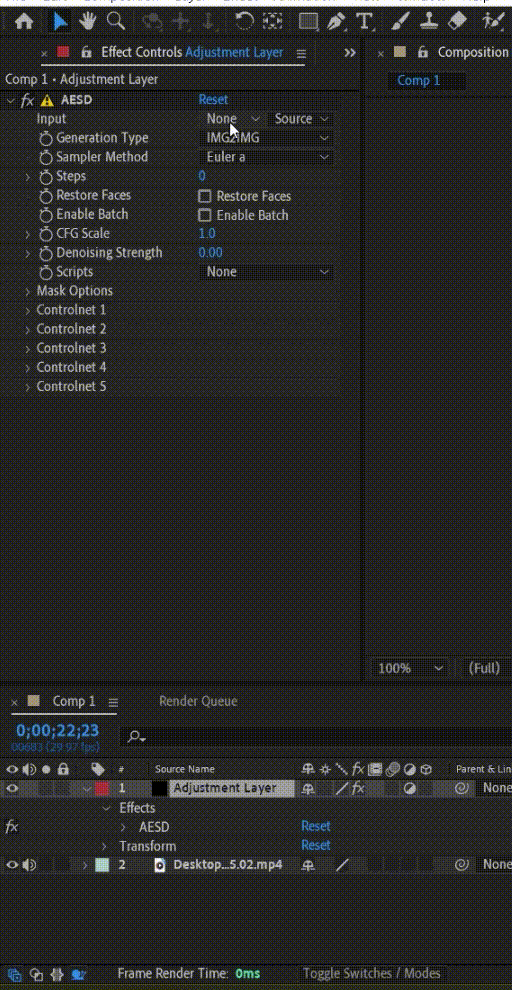 Effect Controls Adjustment Layer
Composition
Comp 1 • Adjustment Layer
Comp 1
fx AESD Reset
Input None Source
Generation Type IMG2IMG
Sampler Method Euler a
Steps 0
Restore Faces Restore Faces
Enable Batch Enable Batch
CFG Scale 1.0
Denoising Strength 0.00
Scripts None
Mask Options
Controlnet 1
Controlnet 2
Controlnet 3
Controlnet 4
Controlnet 5
100% (Full)
Comp 1 Render Queue
0;00;22;23
00683 (29.97 fps)
# Source Name fx Parent & Lin
1 Adjustment Layer fx None
Effects
fx AESD Reset
Transform Reset
2 Desktop...5.02.mp4 None
Frame Render Time: 0ms Toggle Switches / Modes